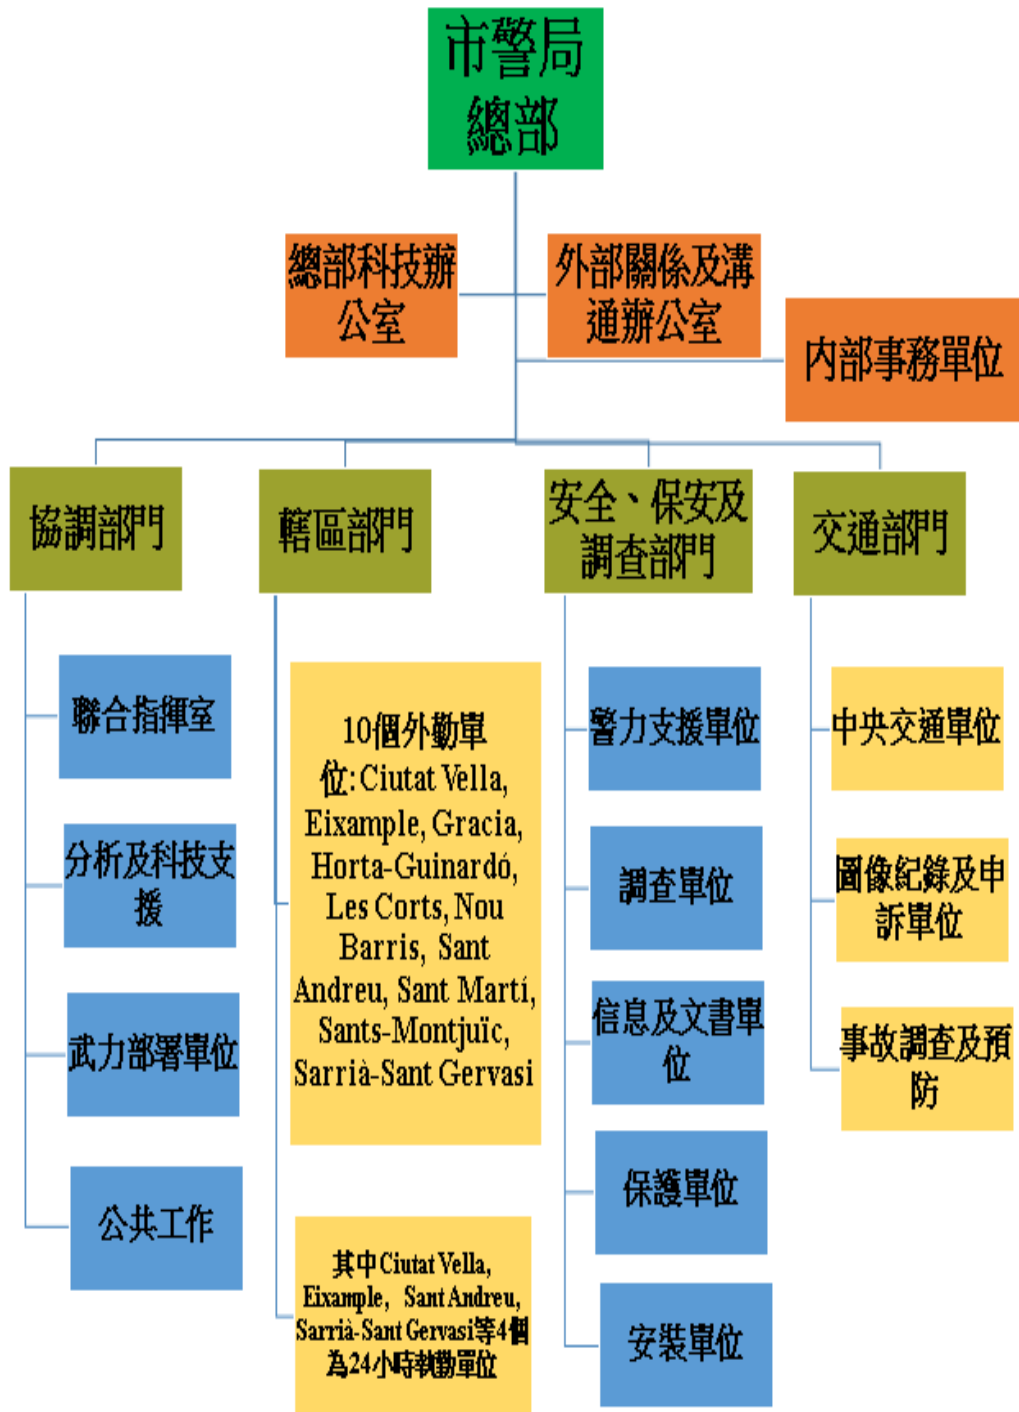 市警局
總部
總部科技辦
公室
外部關係及溝
通辦公室
內部事務單位
協調部門
轄區部門
安全、保安及
調查部門
交通部門
聯合指揮室
分析及科技支
援
武力部署單位
公共工作
10個外勤單
位:Ciutat Vella,
Eixample, Gracia,
Horta-Guinardó,
Les Corts, Nou
Barris, Sant
Andreu, Sant Martí,
Sants-Montjuïc,
Sarrià-Sant Gervasi
其中Ciutat Vella,
Eixample, Sant Andreu,
Sarrià-Sant Gervasi等4個
為24小時執勤單位
警力支援單位
調查單位
信息及文書單
位
保護單位
安裝單位
中央交通單位
圖像紀錄及申
訴單位
事故調查及預
防